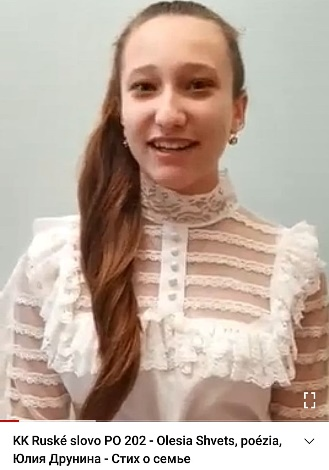 KK Ruské slovo PO 202 - Olesia Shvets, poézia,
Юлия Друнина - Стих о семье